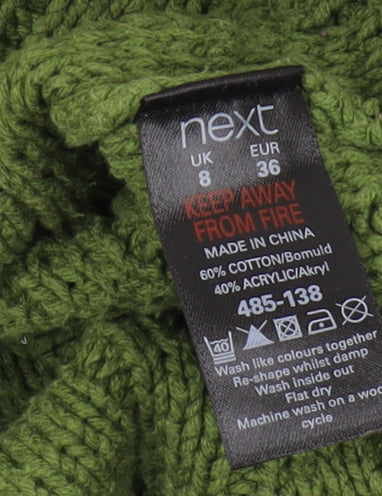 next
UK EUR
8 36
KEEP AWAY
FROM FIRE
MADE IN CHINA
60% COTTON/Bomuld
40% ACRYLIC/Akryl
485-138
40
Wash like colours together
Re-shape whilst damp
Wash inside out
Flat dry
Machine wash on a woo
cycle